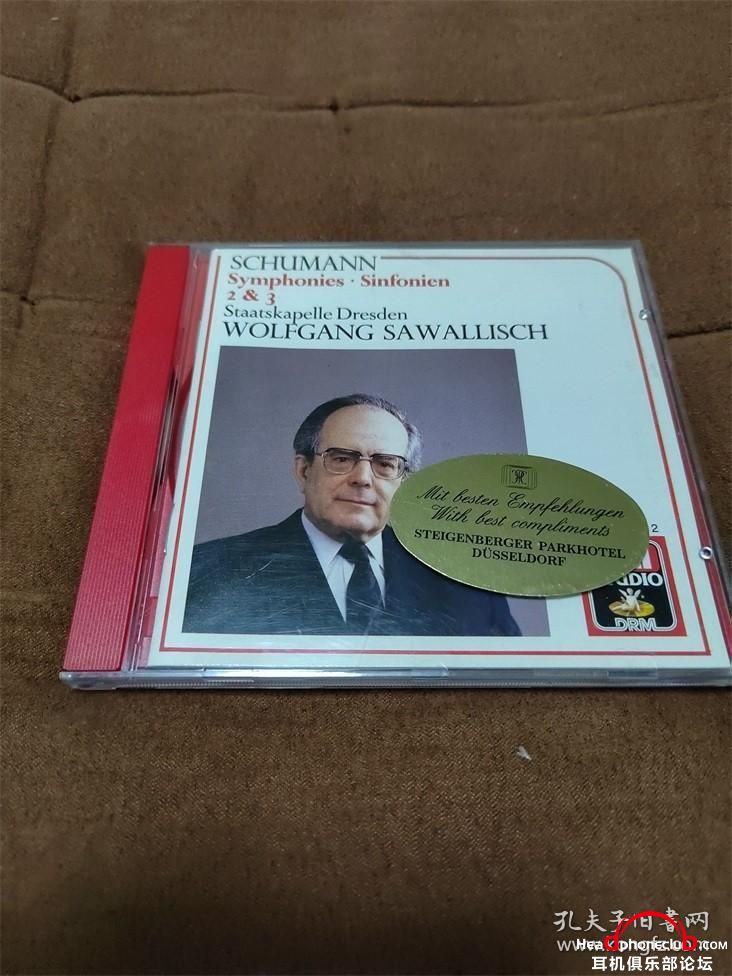 SCHUMANN
Symphonies · Sinfonien
2 & 3
Staatskapelle Dresden
WOLFGANG SAWALLISCH
Mit besten Empfehlungen
With best compliments
STEIGENBERGER PARKHOTEL
DÜSSELDORF
2
DRM
孔夫子旧书网
耳机俱乐部论坛